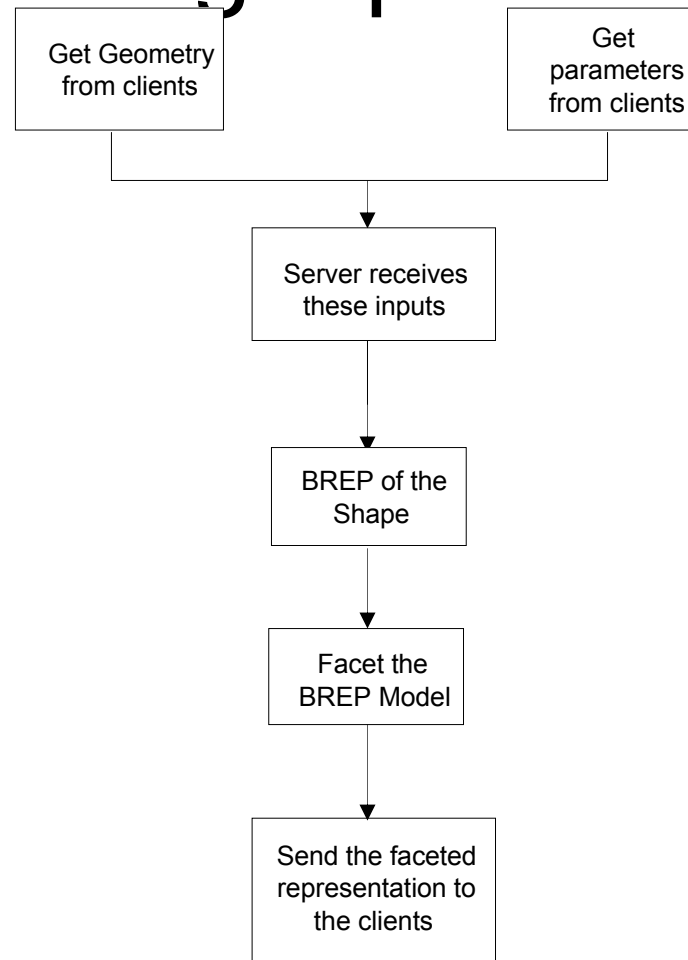 Get Geometry
from clients
Get
parameters
from clients
Server receives
these inputs
BREP of the
Shape
Facet the
BREP Model
Send the faceted
representation to
the clients